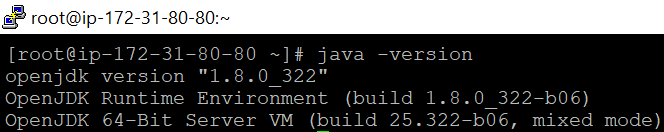 root@ip-172-31-80-80:~
[root@ip-172-31-80-80 ~]# java -version
openjdk version "1.8.0_322"
OpenJDK Runtime Environment (build 1.8.0_322-b06)
OpenJDK 64-Bit Server VM (build 25.322-b06, mixed mode)